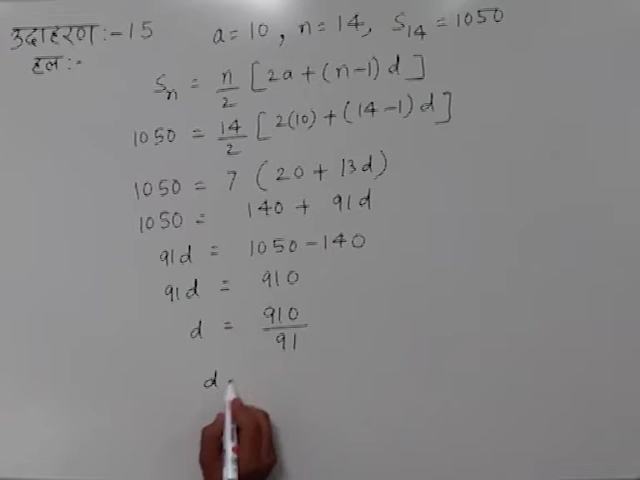 उदाहरण:-15 a=10, n=14, S₁₄=1050
हल:-
Sₙ = n/2 [2a+(n-1)d]
1050 = 14/2 [2(10)+(14-1)d]
1050 = 7 (20 + 13d)
1050 = 140 + 91d
91d = 1050-140
91d = 910
d = 910/91
d